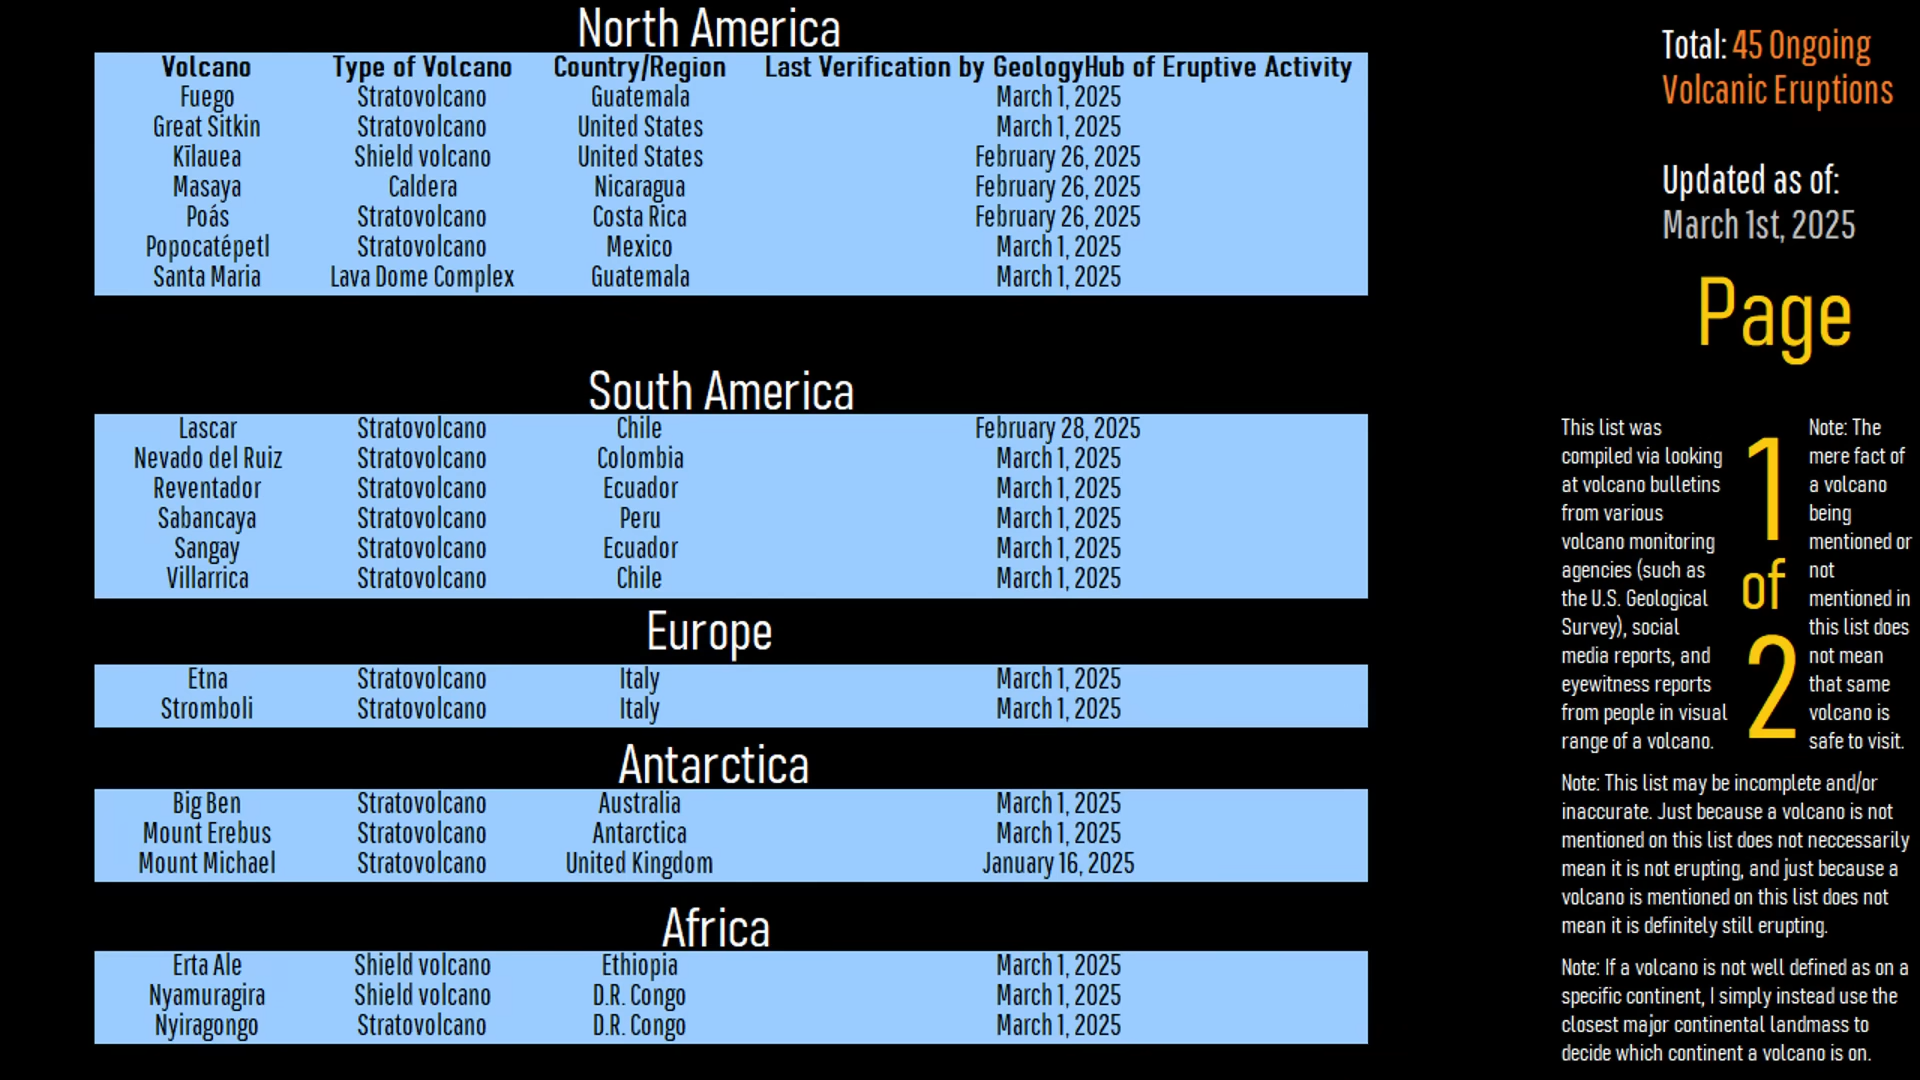 North America
Volcano Type of Volcano Country/Region Last Verification by GeologyHub of Eruptive Activity
Fuego Stratovolcano Guatemala March 1, 2025
Great Sitkin Stratovolcano United States March 1, 2025
Kīlauea Shield volcano United States February 26, 2025
Masaya Caldera Nicaragua February 26, 2025
Poás Stratovolcano Costa Rica February 26, 2025
Popocatépetl Stratovolcano Mexico March 1, 2025
Santa Maria Lava Dome Complex Guatemala March 1, 2025
South America
Lascar Stratovolcano Chile February 28, 2025
Nevado del Ruiz Stratovolcano Colombia March 1, 2025
Reventador Stratovolcano Ecuador March 1, 2025
Sabancaya Stratovolcano Peru March 1, 2025
Sangay Stratovolcano Ecuador March 1, 2025
Villarrica Stratovolcano Chile March 1, 2025
Europe
Etna Stratovolcano Italy March 1, 2025
Stromboli Stratovolcano Italy March 1, 2025
Antarctica
Big Ben Stratovolcano Australia March 1, 2025
Mount Erebus Stratovolcano Antarctica March 1, 2025
Mount Michael Stratovolcano United Kingdom January 16, 2025
Africa
Erta Ale Shield volcano Ethiopia March 1, 2025
Nyamuragira Shield volcano D.R. Congo March 1, 2025
Nyiragongo Stratovolcano D.R. Congo March 1, 2025
Total: 45 Ongoing
Volcanic Eruptions
Updated as of:
March 1st, 2025
Page
1
of
2
This list was
compiled via looking
at volcano bulletins
from various
volcano monitoring
agencies (such as
the U.S. Geological
Survey), social
media reports, and
eyewitness reports
from people in visual
range of a volcano.
Note: The
mere fact of
a volcano
being
mentioned or
not
mentioned in
this list does
not mean
that same
volcano is
safe to visit.
Note: This list may be incomplete and/or
inaccurate. Just because a volcano is not
mentioned on this list does not neccessarily
mean it is not erupting, and just because a
volcano is mentioned on this list does not
mean it is definitely still erupting.
Note: If a volcano is not well defined as on a
specific continent, I simply instead use the
closest major continental landmass to
decide which continent a volcano is on.